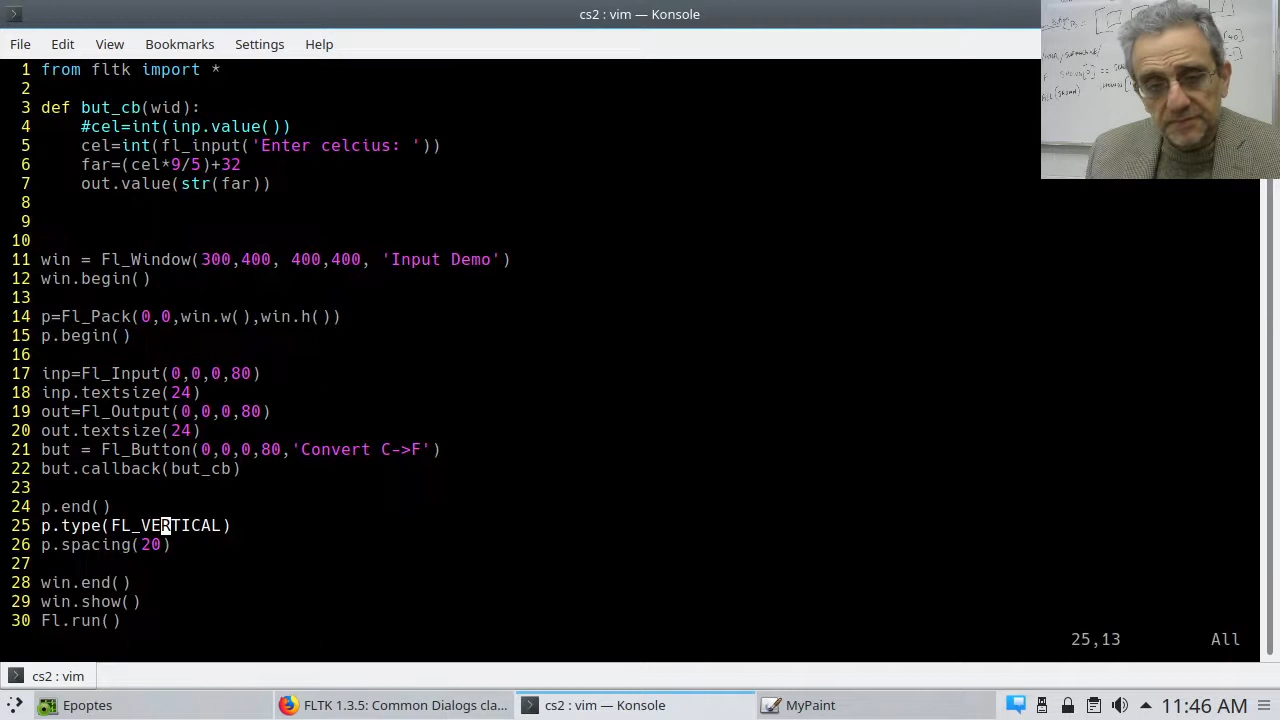 cs2 : vim — Konsole
File Edit View Bookmarks Settings Help
1 from fltk import *
2
3 def but_cb(wid):
4     #cel=int(inp.value())
5     cel=int(fl_input('Enter celcius: '))
6     far=(cel*9/5)+32
7     out.value(str(far))
8
9
10
11 win = Fl_Window(300,400, 400,400, 'Input Demo')
12 win.begin()
13
14 p=Fl_Pack(0,0,win.w(),win.h())
15 p.begin()
16
17 inp=Fl_Input(0,0,0,80)
18 inp.textsize(24)
19 out=Fl_Output(0,0,0,80)
20 out.textsize(24)
21 but = Fl_Button(0,0,0,80,'Convert C->F')
22 but.callback(but_cb)
23
24 p.end()
25 p.type(FL_VERTICAL)
26 p.spacing(20)
27
28 win.end()
29 win.show()
30 Fl.run()
25,13 All
cs2 : vim
Epoptes FLTK 1.3.5: Common Dialogs cla... cs2 : vim — Konsole MyPaint 11:46 AM